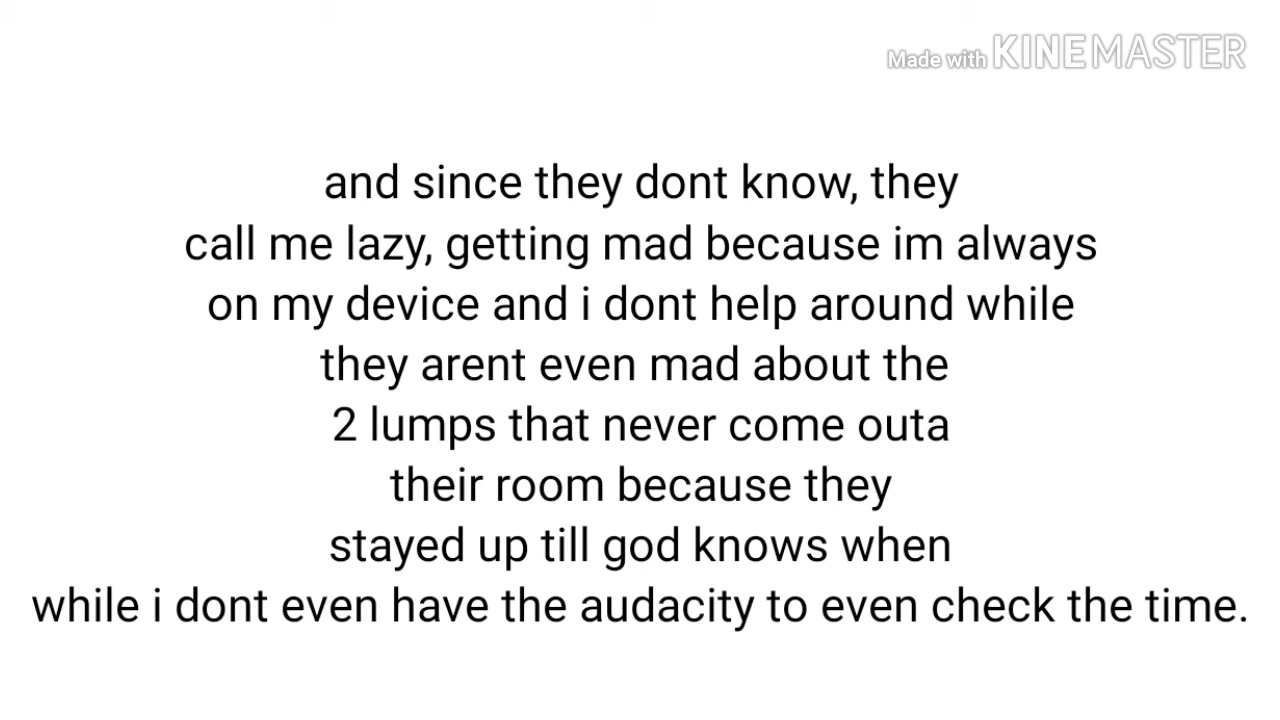 Made with KINEMASTER
and since they dont know, they
call me lazy, getting mad because im always
on my device and i dont help around while
they arent even mad about the
2 lumps that never come outa
their room because they
stayed up till god knows when
while i dont even have the audacity to even check the time.